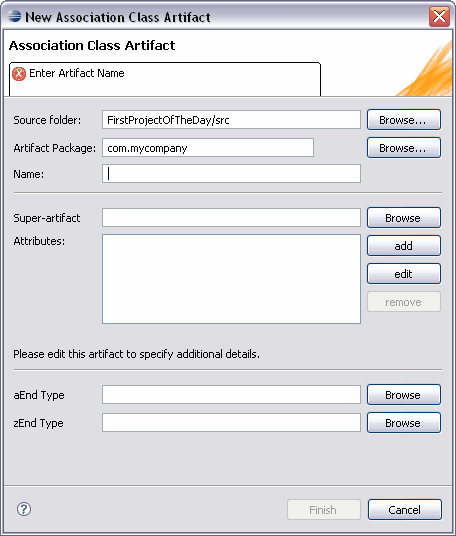 New Association Class Artifact
Association Class Artifact
Enter Artifact Name
Source folder: FirstProjectOfTheDay/src Browse...
Artifact Package: com.mycompany Browse...
Name:
Super-artifact Browse
Attributes: add
edit
remove
Please edit this artifact to specify additional details.
aEnd Type Browse
zEnd Type Browse
? Finish Cancel